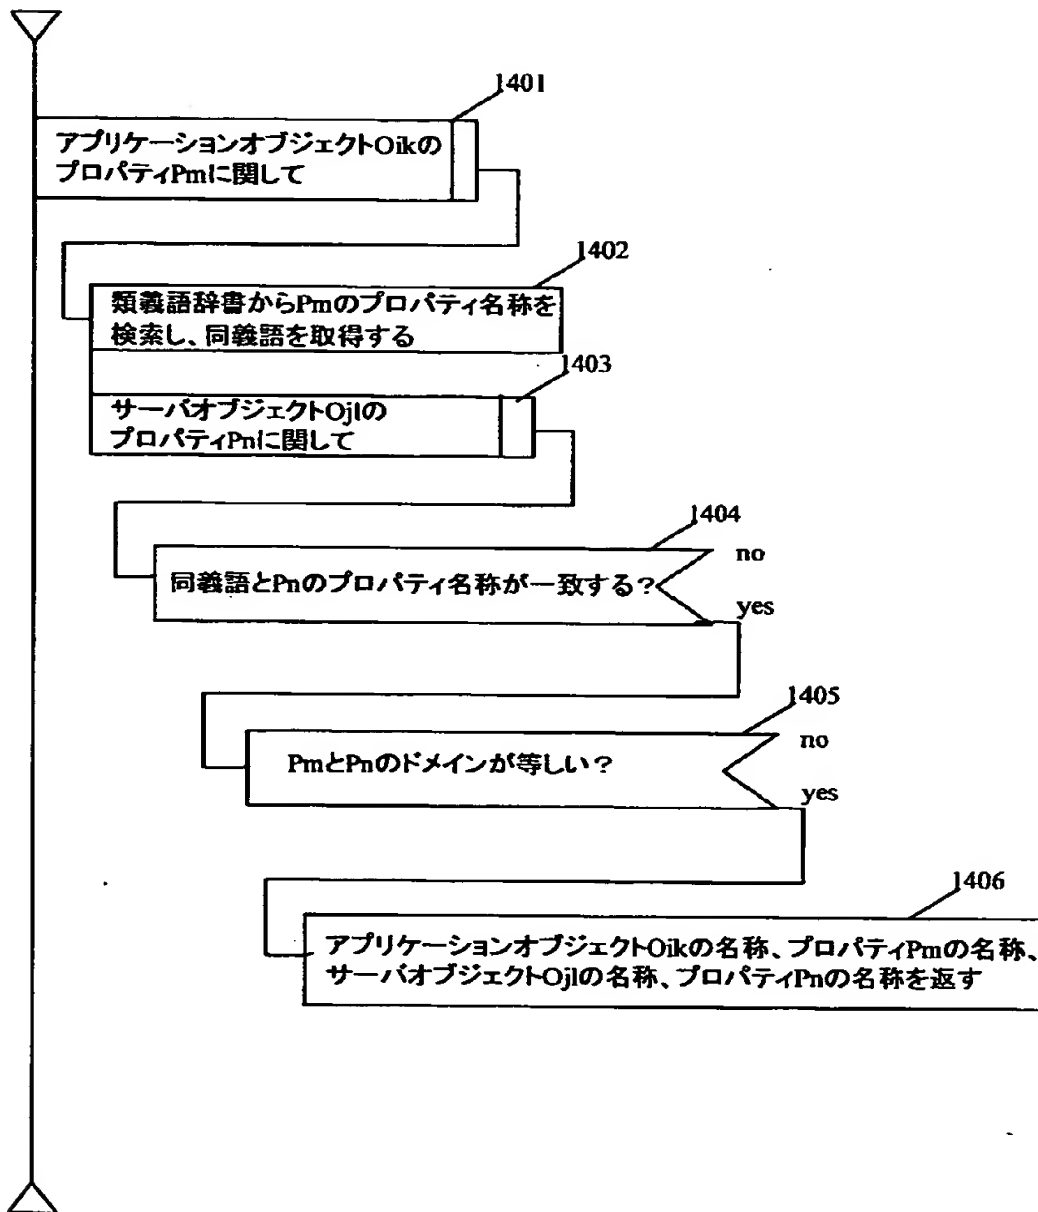 1401
アプリケーションオブジェクトOikの
プロパティPmに関して
1402
類義語辞書からPmのプロパティ名称を
検索し、同義語を取得する
1403
サーバオブジェクトOjlの
プロパティPnに関して
1404
no
同義語とPnのプロパティ名称が一致する?
yes
1405
no
PmとPnのドメインが等しい?
yes
1406
アプリケーションオブジェクトOikの名称、プロパティPmの名称、
サーバオブジェクトOjlの名称、プロパティPnの名称を返す